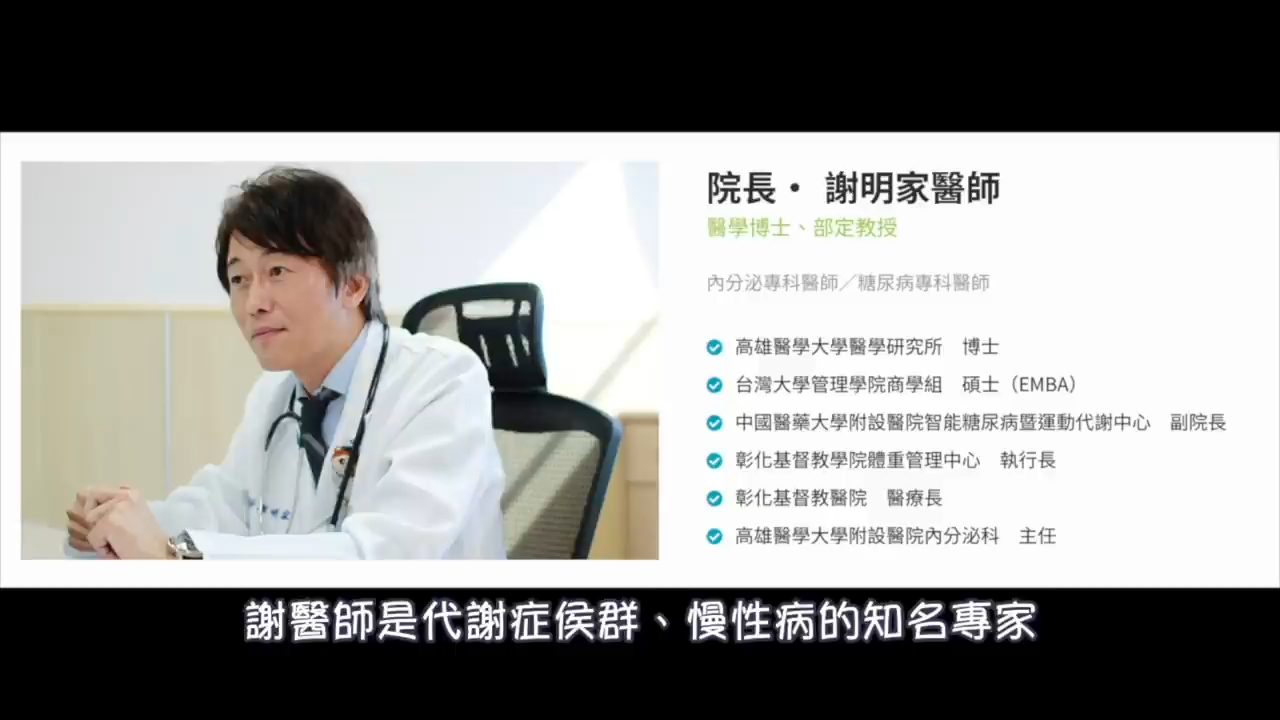 院長・ 謝明家醫師
醫學博士、部定教授
內分泌專科醫師／糖尿病專科醫師
高雄醫學大學醫學研究所　博士
台灣大學管理學院商學組　碩士（EMBA）
中國醫藥大學附設醫院智能糖尿病暨運動代謝中心　副院長
彰化基督教學院體重管理中心　執行長
彰化基督教醫院　醫療長
高雄醫學大學附設醫院內分泌科　主任
謝醫師是代謝症侯群、慢性病的知名專家